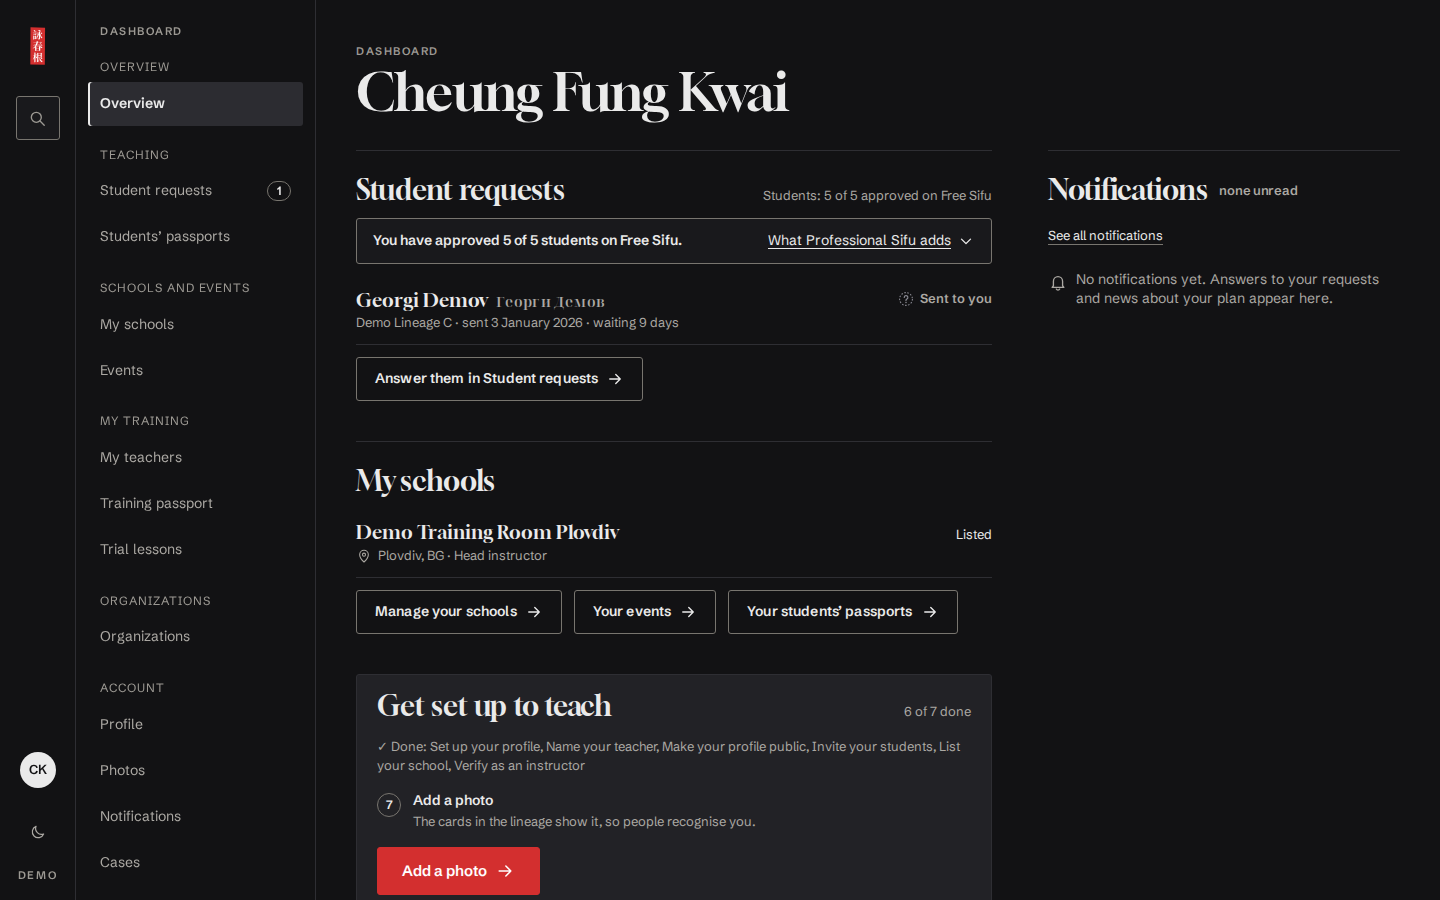 詠春根
DASHBOARD
OVERVIEW
Overview
TEACHING
Student requests 1
Students’ passports
SCHOOLS AND EVENTS
My schools
Events
MY TRAINING
My teachers
Training passport
Trial lessons
ORGANIZATIONS
Organizations
ACCOUNT
Profile
Photos
Notifications
Cases
CK
DEMO
DASHBOARD
Cheung Fung Kwai
Student requests
Students: 5 of 5 approved on Free Sifu
You have approved 5 of 5 students on Free Sifu.
What Professional Sifu adds
Georgi Demov Георги Демов
Sent to you
Demo Lineage C · sent 3 January 2026 · waiting 9 days
Answer them in Student requests →
My schools
Demo Training Room Plovdiv
Listed
Plovdiv, BG · Head instructor
Manage your schools →
Your events →
Your students’ passports →
Get set up to teach
6 of 7 done
✓ Done: Set up your profile, Name your teacher, Make your profile public, Invite your students, List
your school, Verify as an instructor
7 Add a photo
The cards in the lineage show it, so people recognise you.
Add a photo →
Notifications none unread
See all notifications
No notifications yet. Answers to your requests
and news about your plan appear here.